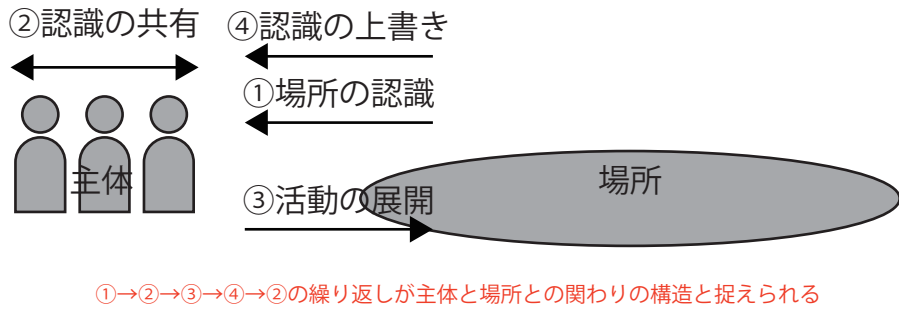 ②認識の共有
④認識の上書き
①場所の認識
主体
場所
③活動の展開
①→②→③→④→②の繰り返しが主体と場所との関わりの構造と捉えられる